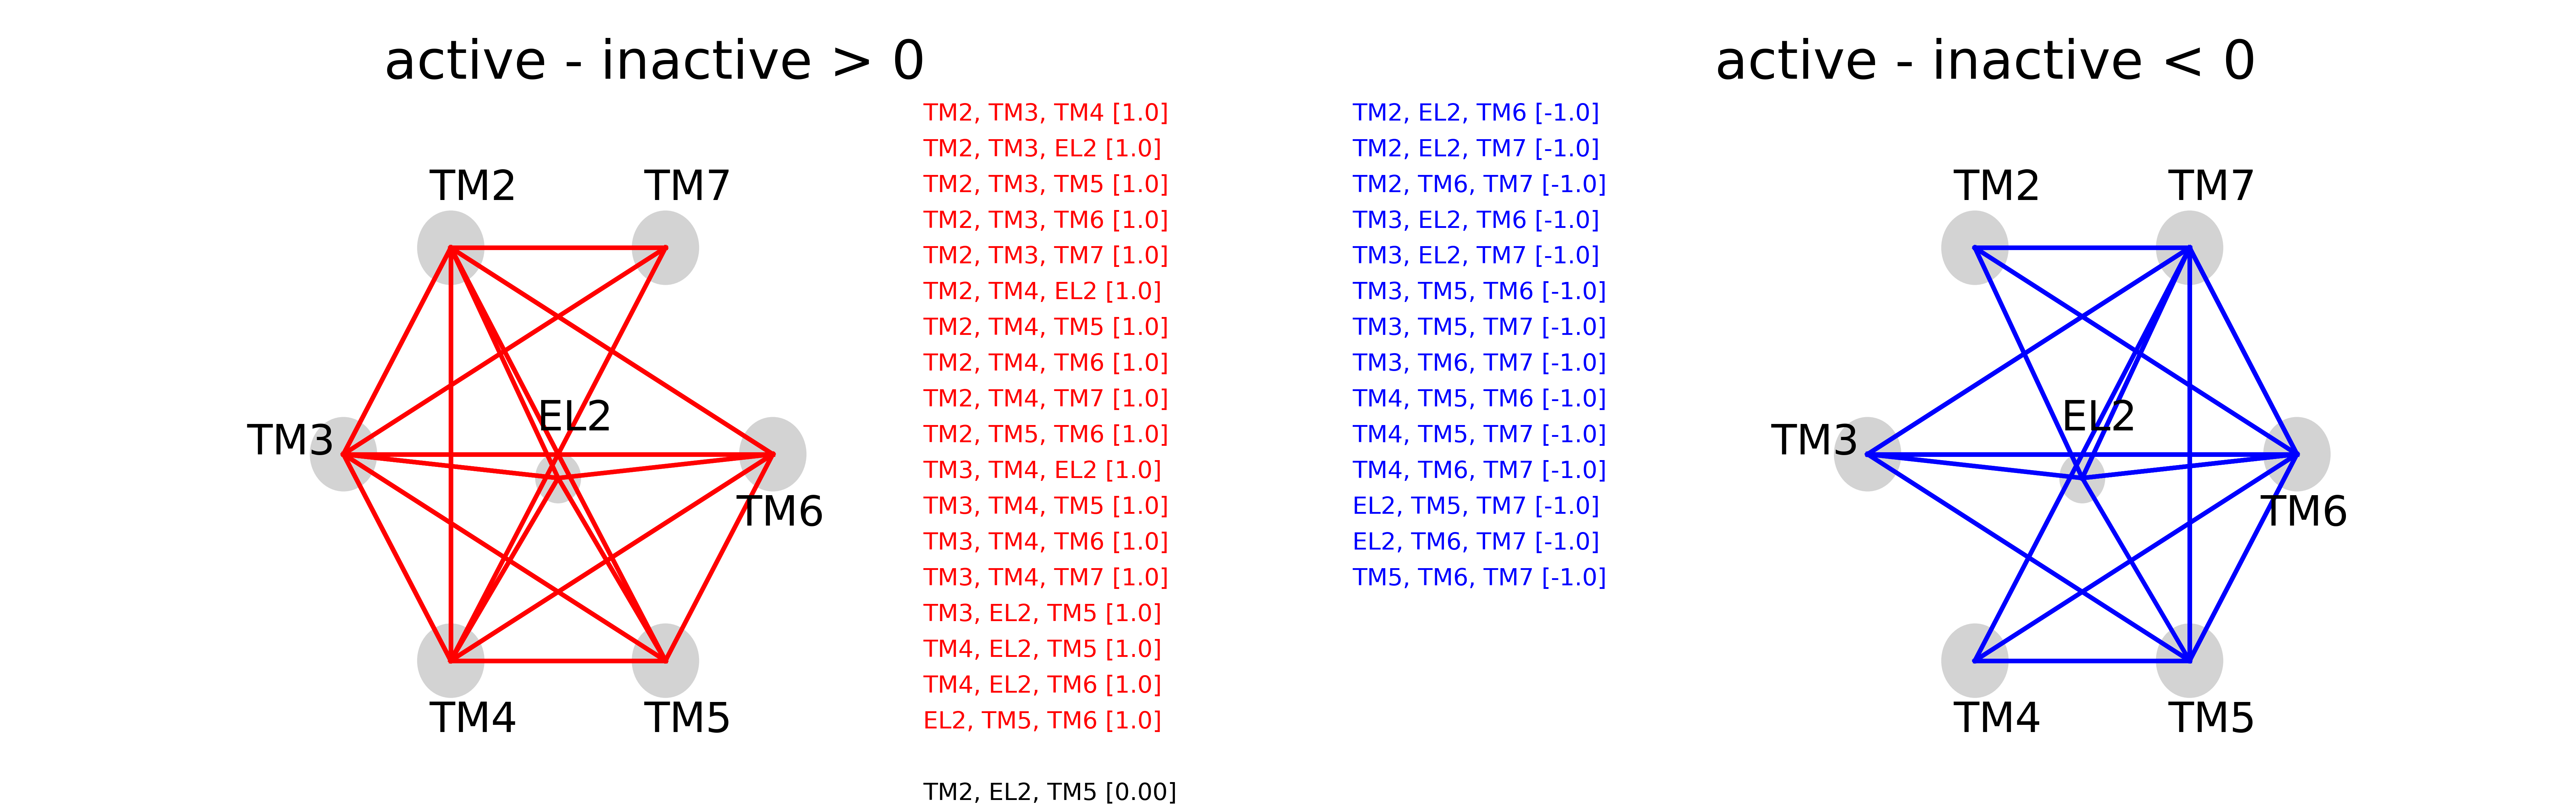 active - inactive > 0
TM2
TM7
TM3
EL2
TM6
TM4
TM5
TM2, TM3, TM4 [1.0]
TM2, TM3, EL2 [1.0]
TM2, TM3, TM5 [1.0]
TM2, TM3, TM6 [1.0]
TM2, TM3, TM7 [1.0]
TM2, TM4, EL2 [1.0]
TM2, TM4, TM5 [1.0]
TM2, TM4, TM6 [1.0]
TM2, TM4, TM7 [1.0]
TM2, TM5, TM6 [1.0]
TM3, TM4, EL2 [1.0]
TM3, TM4, TM5 [1.0]
TM3, TM4, TM6 [1.0]
TM3, TM4, TM7 [1.0]
TM3, EL2, TM5 [1.0]
TM4, EL2, TM5 [1.0]
TM4, EL2, TM6 [1.0]
EL2, TM5, TM6 [1.0]
TM2, EL2, TM5 [0.00]
TM2, EL2, TM6 [-1.0]
TM2, EL2, TM7 [-1.0]
TM2, TM6, TM7 [-1.0]
TM3, EL2, TM6 [-1.0]
TM3, EL2, TM7 [-1.0]
TM3, TM5, TM6 [-1.0]
TM3, TM5, TM7 [-1.0]
TM3, TM6, TM7 [-1.0]
TM4, TM5, TM6 [-1.0]
TM4, TM5, TM7 [-1.0]
TM4, TM6, TM7 [-1.0]
EL2, TM5, TM7 [-1.0]
EL2, TM6, TM7 [-1.0]
TM5, TM6, TM7 [-1.0]
active - inactive < 0
TM2
TM7
TM3
EL2
TM6
TM4
TM5